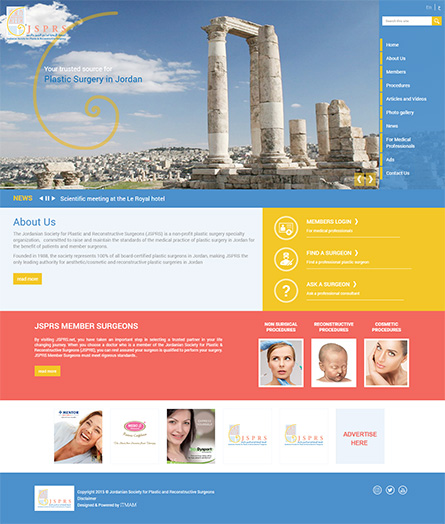 EN
JSPRS
Search this site
Your trusted source for
Plastic Surgery in Jordan
Home
About Us
Members
Procedures
Articles and Videos
Photo gallery
News
For Medical
Professionals
Ads
Contact Us
NEWS
Scientific meeting at the Le Royal hotel
About Us
The Jordanian Society for Plastic and Reconstructive Surgeons (JSPRS) is a non-profit plastic surgery specialty
organization, committed to raise and maintain the standards of the medical practice of plastic surgery in Jordan for
the benefit of patients and member surgeons.
Founded in 1988, the society represents 100% of all board certified plastic surgeons in Jordan, making JSPRS the
only leading authority for aesthetic/cosmetic and reconstructive plastic surgeries in Jordan
read more
MEMBERS LOGIN
For medical professionals
FIND A SURGEON
Find a professional plastic surgeon
ASK A SURGEON
Ask a professional consultant
JSPRS MEMBER SURGEONS
By visiting JSPRS.net, you have taken an important step to selecting a trusted partner in your life
changing journey. When you choose a doctor who is a member of the Jordanian Society for Plastic &
Reconstructive Surgeons (JSPRS), you can rest assured your surgeon is qualified to perform your surgery.
JSPRS Member Surgeons must meet rigorous standards.
read more
NON SURGICAL
PROCEDURES
RECONSTRUCTIVE
PROCEDURES
COSMETIC
PROCEDURES
MENTOR
Dysport
JSPRS
JSPRS
ADVERTISE
HERE
JSPRS
Copyright 2015 © Jordanian Society for Plastic and Reconstructive Surgeons
Disclaimer
Designed & Powered by iTMAM